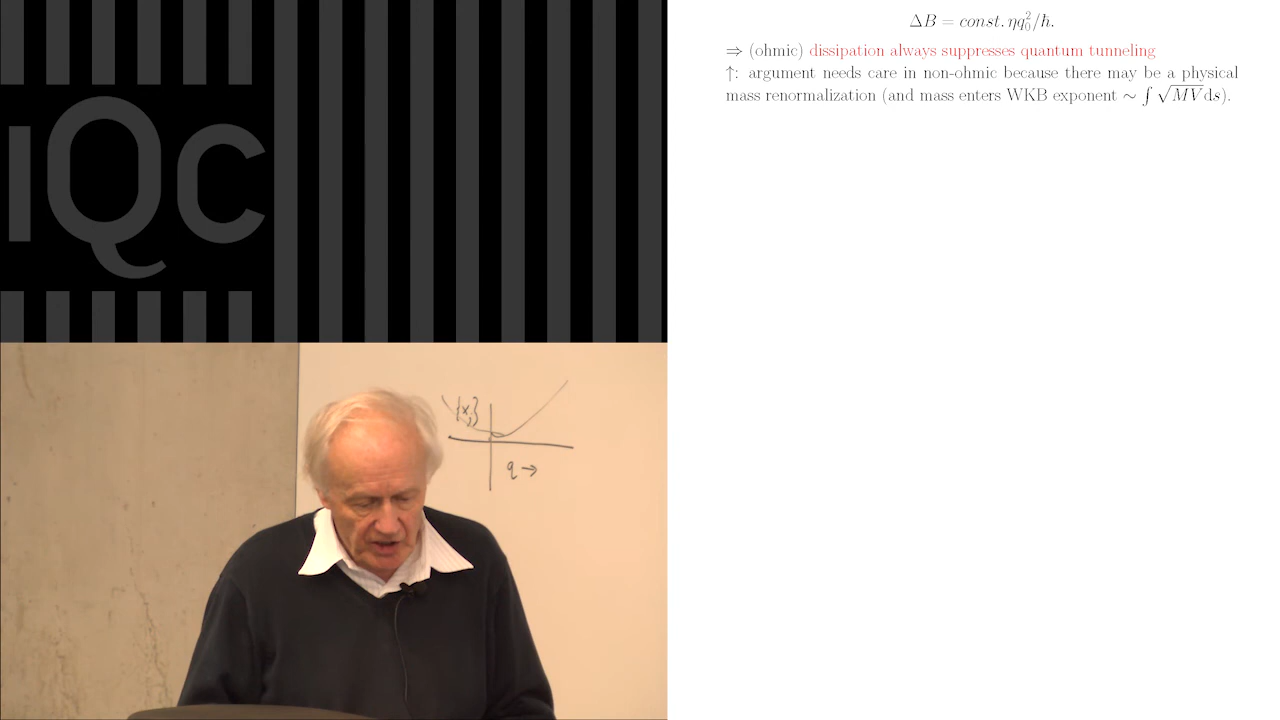 IQC
ΔB = const. ηq₀²/ħ.
⇒ (ohmic) dissipation always suppresses quantum tunneling
↑: argument needs care in non-ohmic because there may be a physical
mass renormalization (and mass enters WKB exponent ∼ ∫ √MV ds).
{xⱼ}
q →